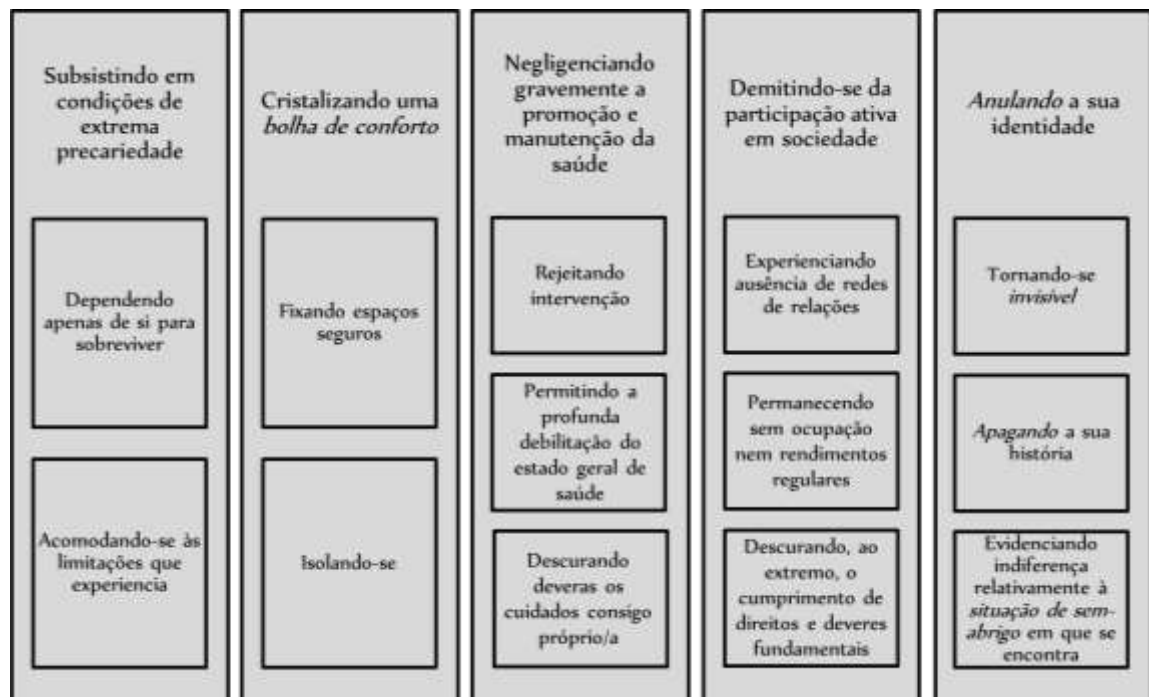 Subsistindo em
condições de
extrema
precariedade
Dependendo
apenas de si para
sobreviver
Acomodando-se às
limitações que
experiencia
Cristalizando uma
bolha de conforto
Fixando espaços
seguros
Isolando-se
Negligenciando
gravemente a
promoção e
manutenção da
saúde
Rejeitando
intervenção
Permitindo a
profunda
debilitação do
estado geral de
saúde
Descurando
deveras os
cuidados consigo
próprio/a
Demitindo-se da
participação ativa
em sociedade
Experienciando
ausência de redes
de relações
Permanecendo
sem ocupação
nem rendimentos
regulares
Descurando, ao
extremo, o
cumprimento de
direitos e deveres
fundamentais
Anulando a sua
identidade
Tornando-se
invisível
Apagando a sua
história
Evidenciando
indiferença
relativamente à
situação de sem-
abrigo em que se
encontra